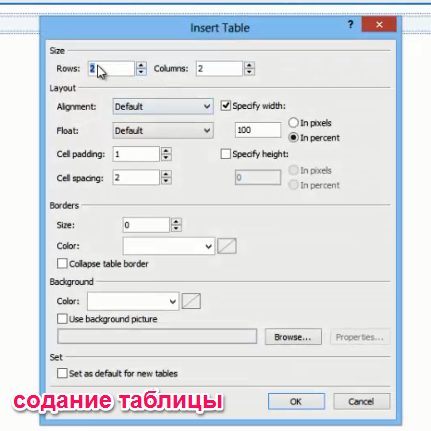 Insert Table
? ×
Size
Rows: 2 Columns: 2
Layout
Alignment: Default Specify width:
Float: Default 100 In pixels
In percent
Cell padding: 1 Specify height:
Cell spacing: 2 0 In pixels
In percent
Borders
Size: 0
Color:
Collapse table border
Background
Color:
Use background picture
Browse... Properties...
Set
Set as default for new tables
содание таблицы
OK Cancel